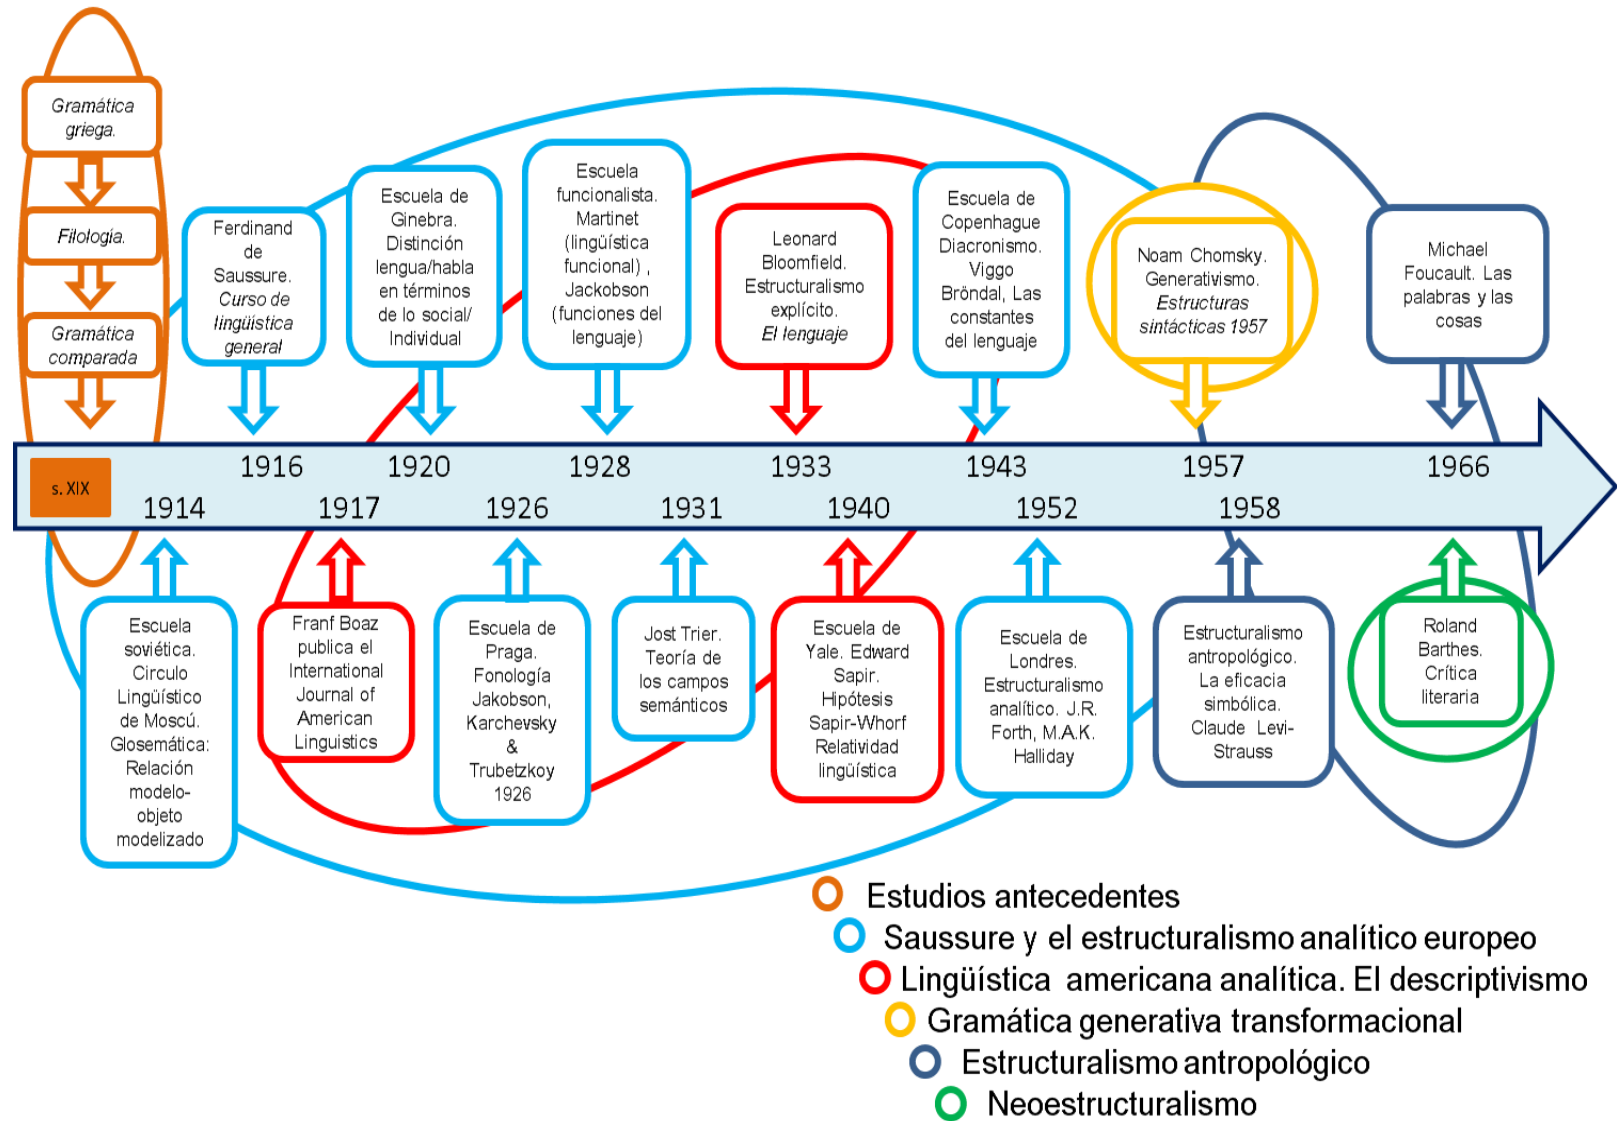 Gramática
griega.
Filología.
Gramática
comparada
Ferdinand
de
Saussure.
Curso de
lingüística
general
Escuela de
Ginebra.
Distinción
lengua/habla
en términos
de lo social/
Individual
Escuela
funcionalista.
Martinet
(lingüística
funcional) ,
Jackobson
(funciones del
lenguaje)
Leonard
Bloomfield.
Estructuralismo
explícito.
El lenguaje
Escuela de
Copenhague
Diacronismo.
Viggo
Bröndal, Las
constantes
del lenguaje
Noam Chomsky.
Generativismo.
Estructuras
sintácticas 1957
Michael
Foucault. Las
palabras y las
cosas
s. XIX
1916
1920
1928
1933
1943
1957
1966
1914
1917
1926
1931
1940
1952
1958
Escuela
soviética.
Circulo
Lingüístico
de Moscú.
Glosemática:
Relación
modelo-
objeto
modelizado
Franf Boaz
publica el
International
Journal of
American
Linguistics
Escuela de
Praga.
Fonología
Jakobson,
Karchevsky
&
Trubetzkoy
1926
Jost Trier.
Teoría de
los campos
semánticos
Escuela de
Yale. Edward
Sapir.
Hipótesis
Sapir-Whorf
Relatividad
lingüística
Escuela de
Londres.
Estructuralismo
analítico. J.R.
Forth, M.A.K.
Halliday
Estructuralismo
antropológico.
La eficacia
simbólica.
Claude Levi-
Strauss
Roland
Barthes.
Crítica
literaria
Estudios antecedentes
Saussure y el estructuralismo analítico europeo
Lingüística americana analítica. El descriptivismo
Gramática generativa transformacional
Estructuralismo antropológico
Neoestructuralismo